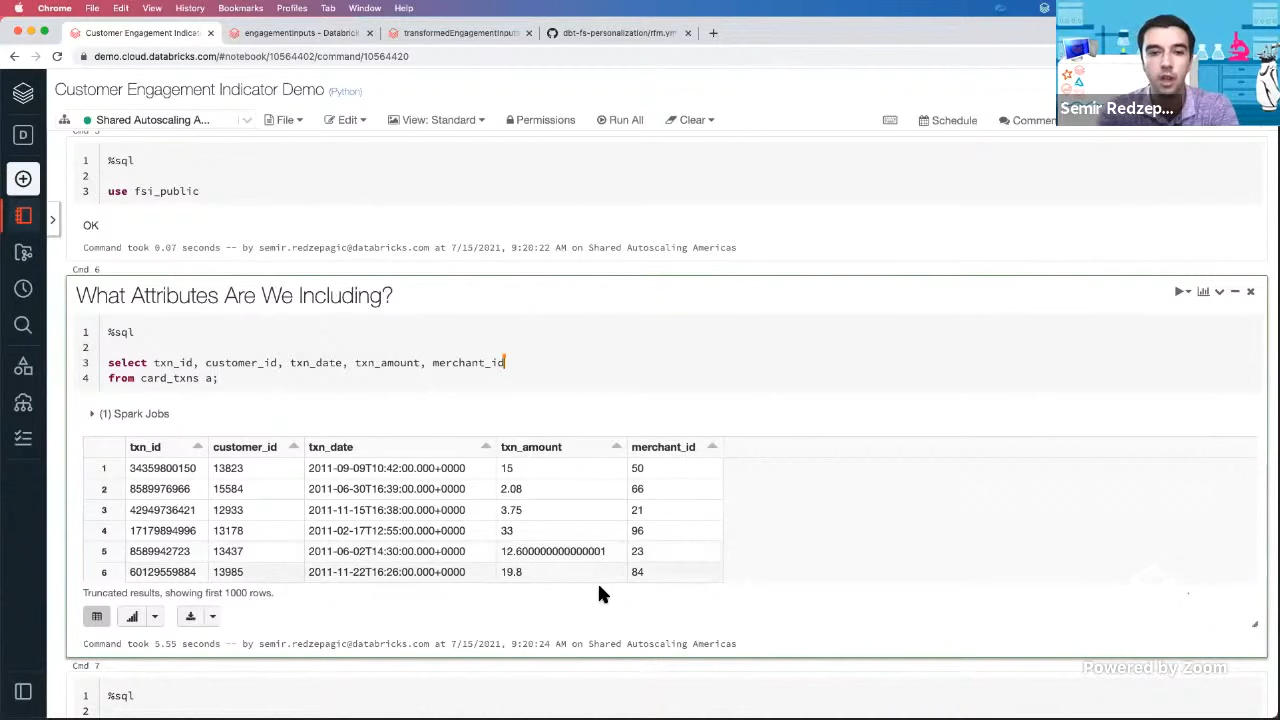 Chrome File Edit View History Bookmarks Profiles Tab Window Help
Customer Engagement Indicator engagementInputs - Databrick transformedEngagementInputs dbt-fs-personalization/rfm.ym
demo.cloud.databricks.com/#notebook/10564402/command/10564420
Customer Engagement Indicator Demo (Python)
Semir Redzep...
D
Shared Autoscaling A... File Edit View: Standard Permissions Run All Clear Schedule Commen
1 %sql
2
3 use fsi_public
OK
Command took 0.07 seconds -- by semir.redzepagic@databricks.com at 7/15/2021, 9:20:22 AM on Shared Autoscaling Americas
Cmd 6
What Attributes Are We Including?
1 %sql
2
3 select txn_id, customer_id, txn_date, txn_amount, merchant_id
4 from card_txns a;
(1) Spark Jobs
txn_id customer_id txn_date txn_amount merchant_id
1 34359800150 13823 2011-09-09T10:42:00.000+0000 15 50
2 8589976966 15584 2011-06-30T16:39:00.000+0000 2.08 66
3 42949736421 12933 2011-11-15T16:38:00.000+0000 3.75 21
4 17179894996 13178 2011-02-17T12:55:00.000+0000 33 96
5 8589942723 13437 2011-06-02T14:30:00.000+0000 12.600000000000001 23
6 60129559884 13985 2011-11-22T16:26:00.000+0000 19.8 84
Truncated results, showing first 1000 rows.
Command took 5.55 seconds -- by semir.redzepagic@databricks.com at 7/15/2021, 9:20:24 AM on Shared Autoscaling Americas
Cmd 7
Powered by Zoom
1 %sql
2